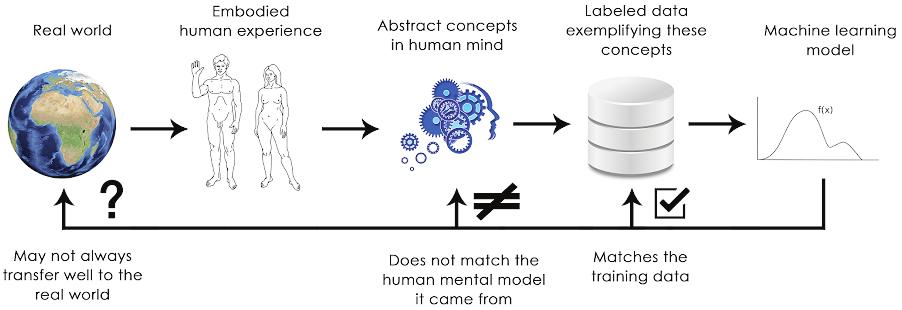 Real world
Embodied
human experience
Abstract concepts
in human mind
Labeled data
exemplifying these
concepts
Machine learning
model
f(x)
?
≠
May not always
transfer well to the
real world
Does not match the
human mental model
it came from
Matches the
training data